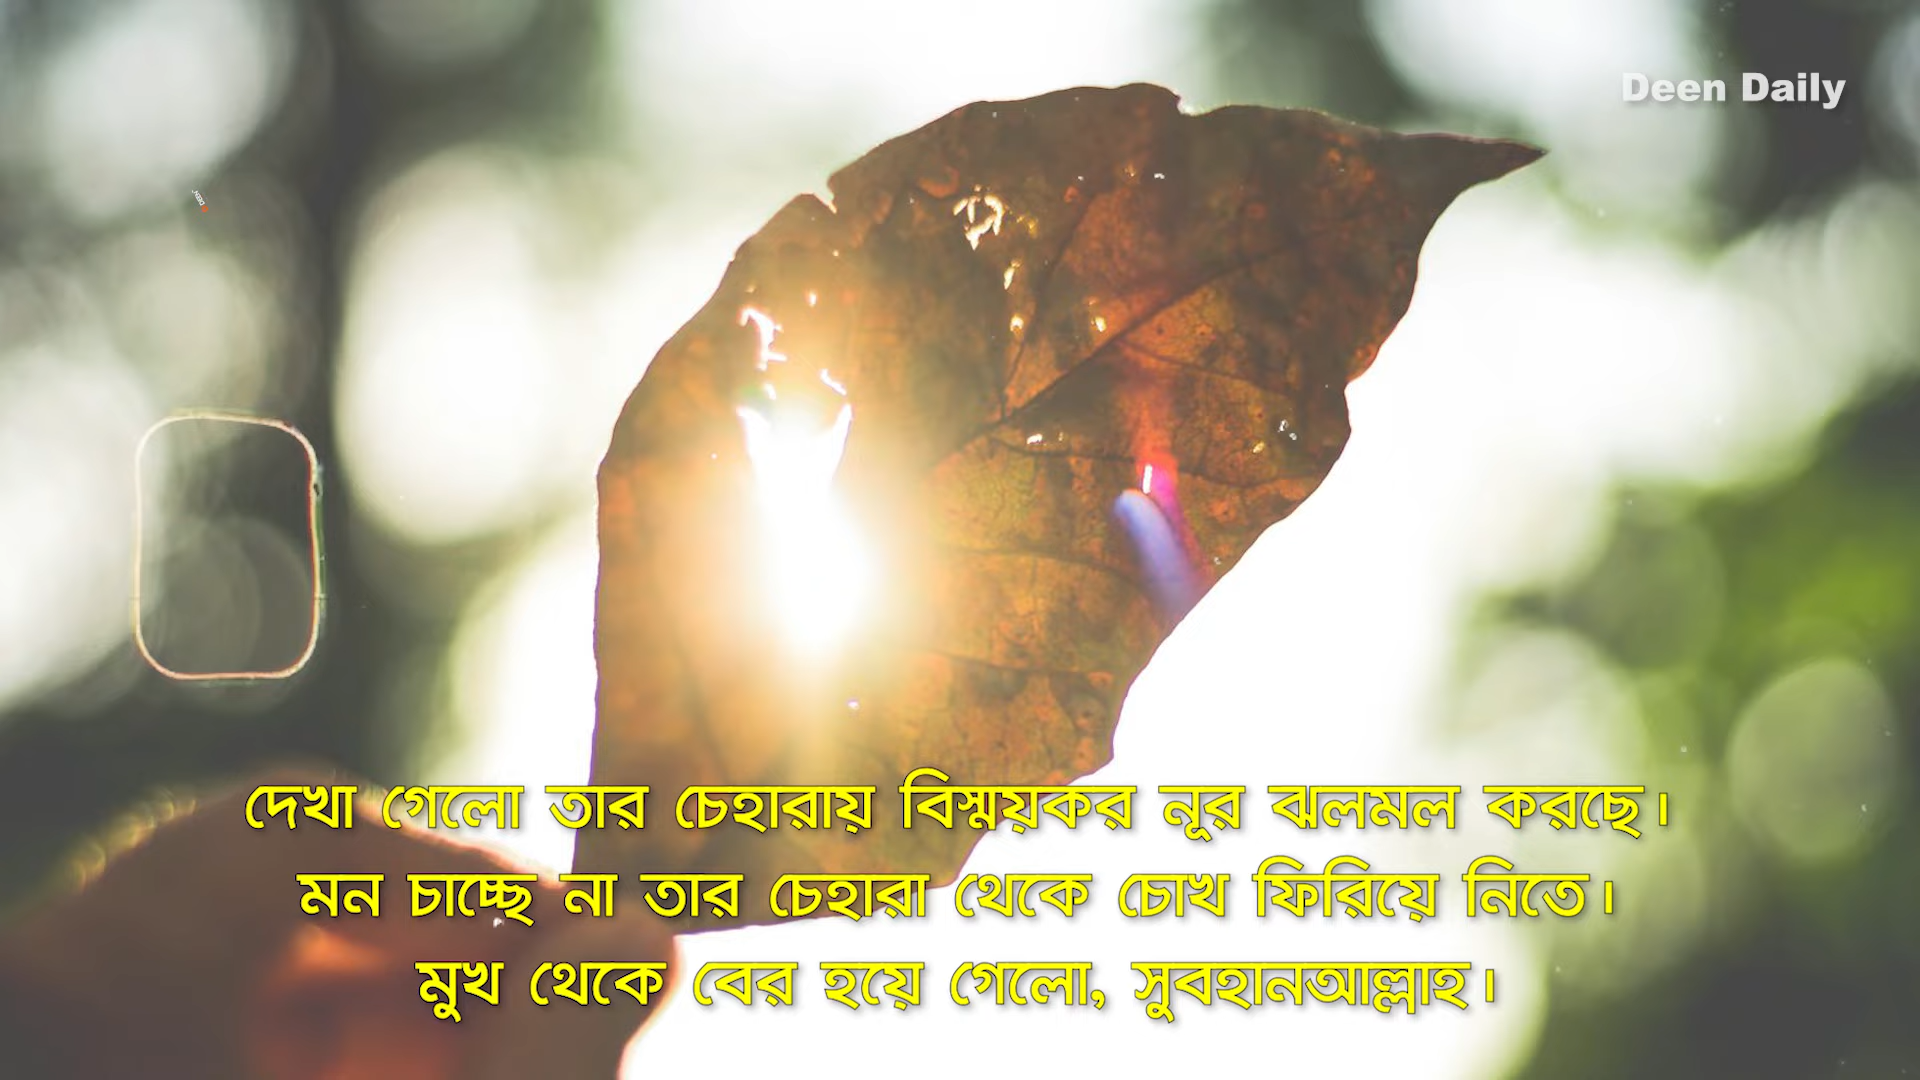 Deen Daily
দেখা গেলো তার চেহারায় বিস্ময়কর নূর ঝলমল করছে।
মন চাচ্ছে না তার চেহারা থেকে চোখ ফিরিয়ে নিতে।
মুখ থেকে বের হয়ে গেলো, সুবহানআল্লাহ।